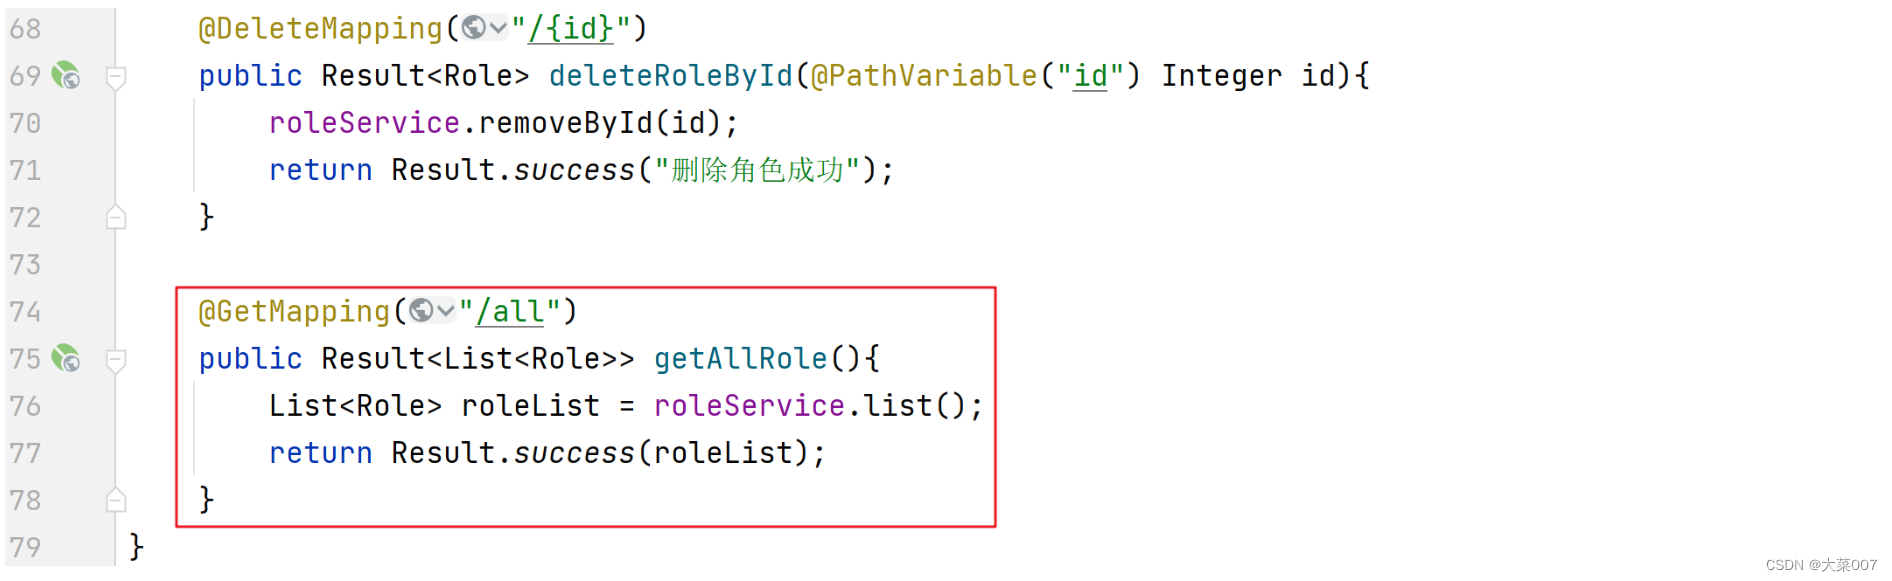 68 @DeleteMapping("/{id}")
69 public Result<Role> deleteRoleById(@PathVariable("id") Integer id){
70 roleService.removeById(id);
71 return Result.success("删除角色成功");
72 }
73
74 @GetMapping("/all")
75 public Result<List<Role>> getAllRole(){
76 List<Role> roleList = roleService.list();
77 return Result.success(roleList);
78 }
79 }
CSDN @大菜007